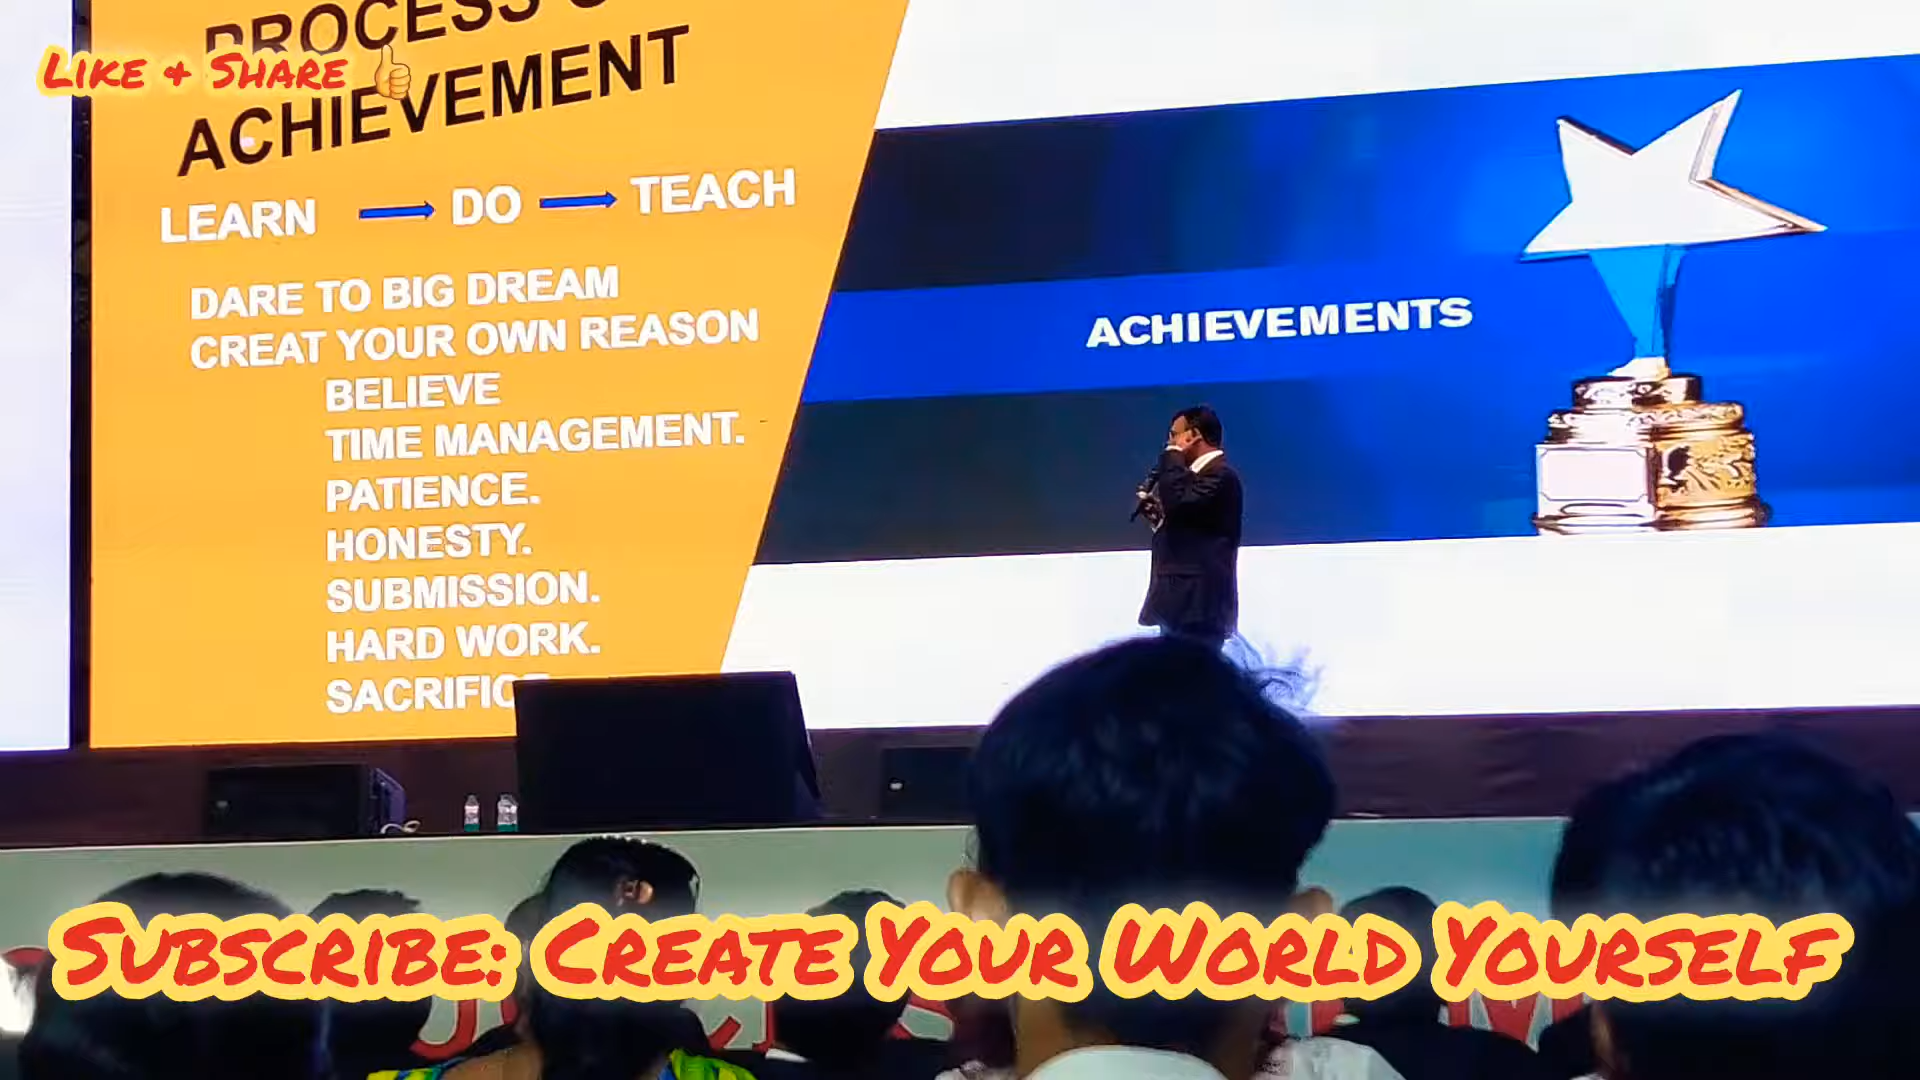 PROCESS
LIKE & SHARE 👍
ACHIEVEMENT
LEARN → DO → TEACH
DARE TO BIG DREAM
CREAT YOUR OWN REASON
BELIEVE
TIME MANAGEMENT.
PATIENCE.
HONESTY.
SUBMISSION.
HARD WORK.
ACHIEVEMENTS
SUBSCRIBE: CREATE YOUR WORLD YOURSELF